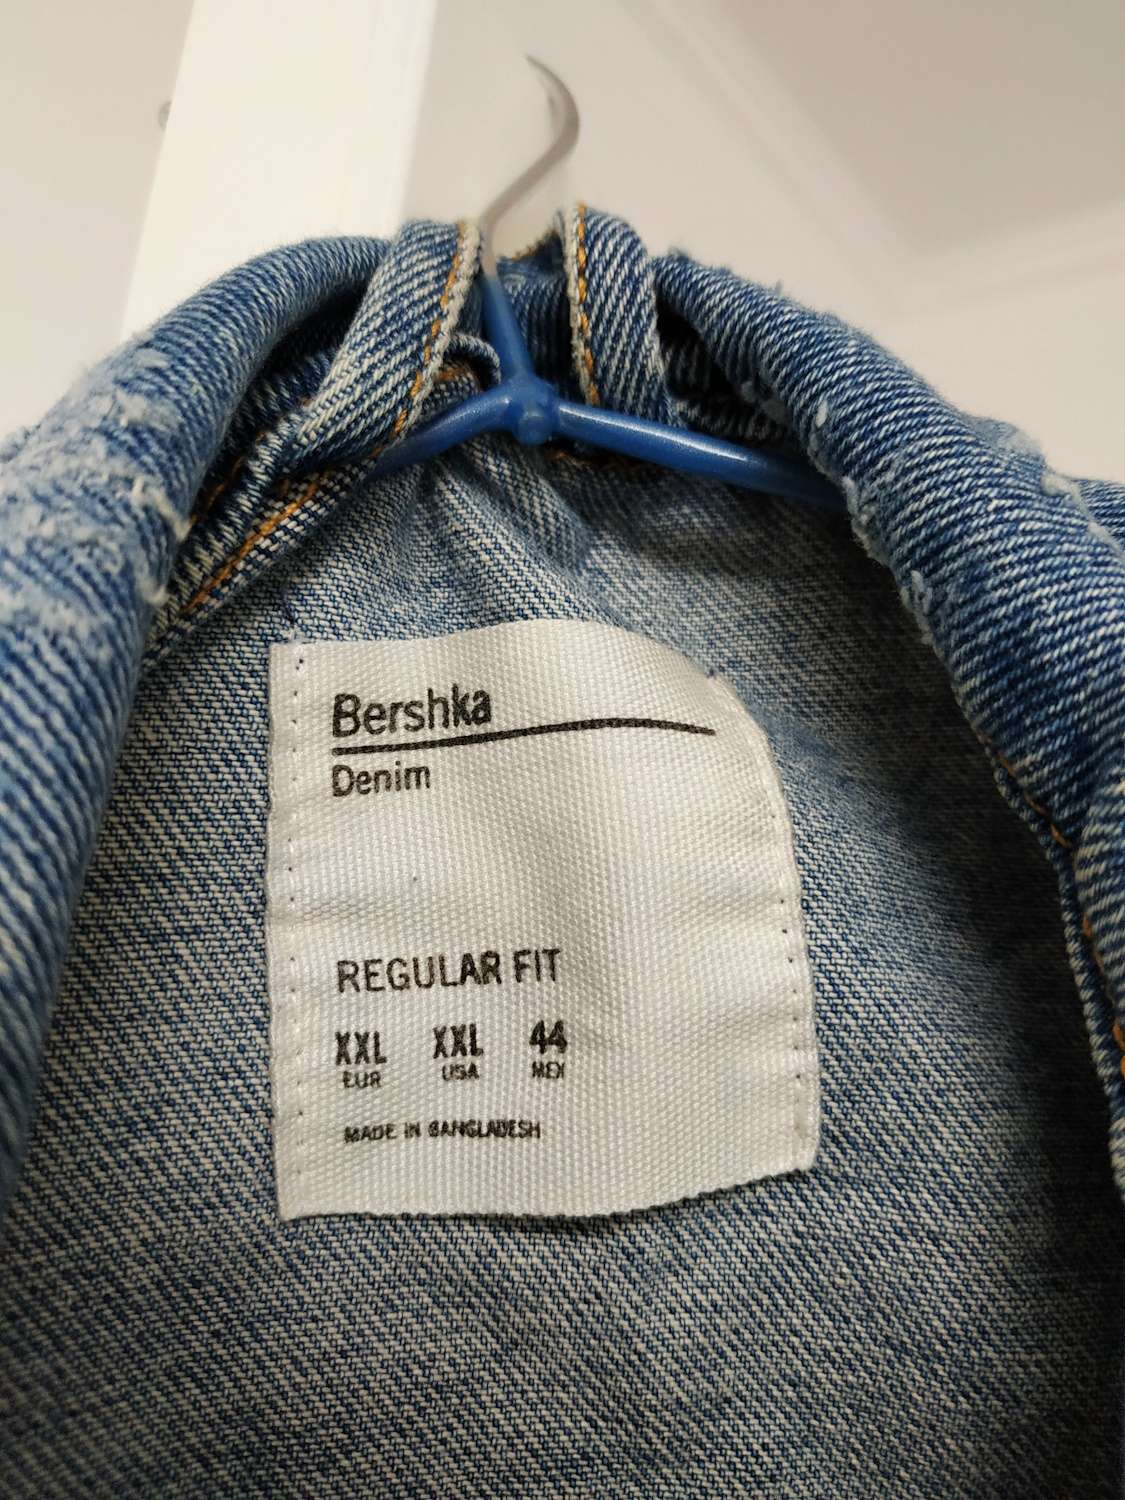 Bershka
Denim
REGULAR FIT
XXL XXL 44
EUR USA MEX
MADE IN BANGLADESH